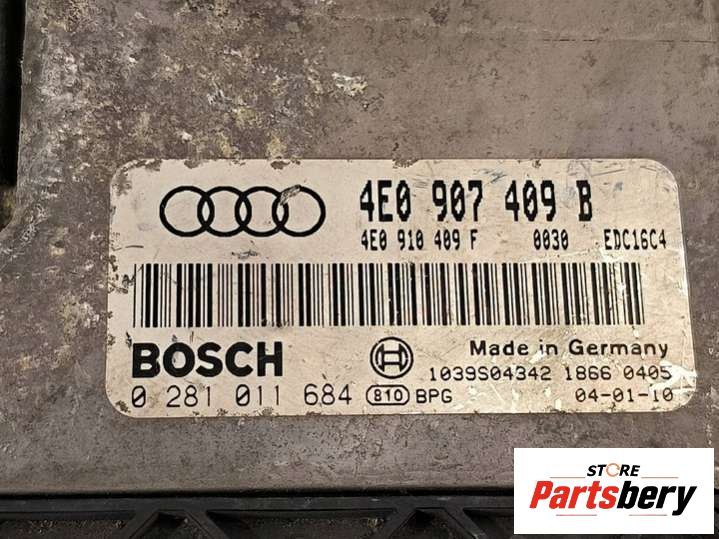 4E0 907 409 B
4E0 910 409 F 0030 EDC16C4
BOSCH
Made in Germany
1039S04342 1866 0405
0 281 011 684 810 BPG 04-01-10
STORE
Partsbery